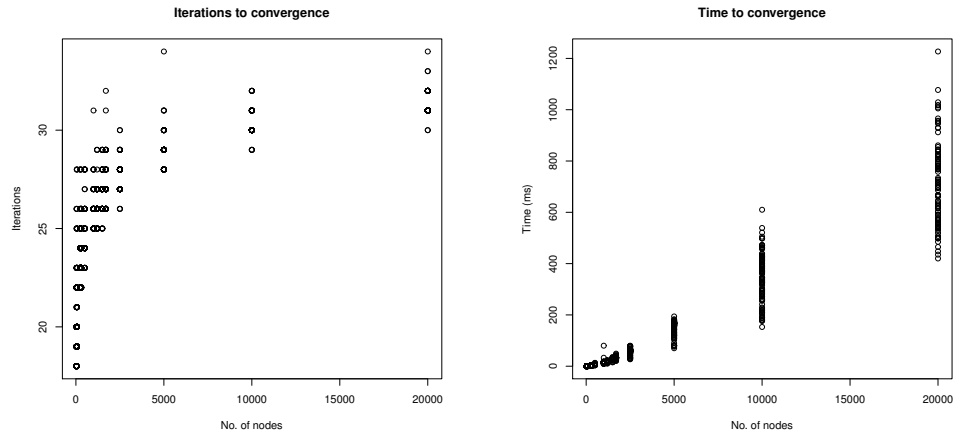 Iterations to convergence
Iterations
20 25 30
0 5000 10000 15000 20000
No. of nodes
Time to convergence
Time (ms)
0 200 400 600 800 1000 1200
0 5000 10000 15000 20000
No. of nodes